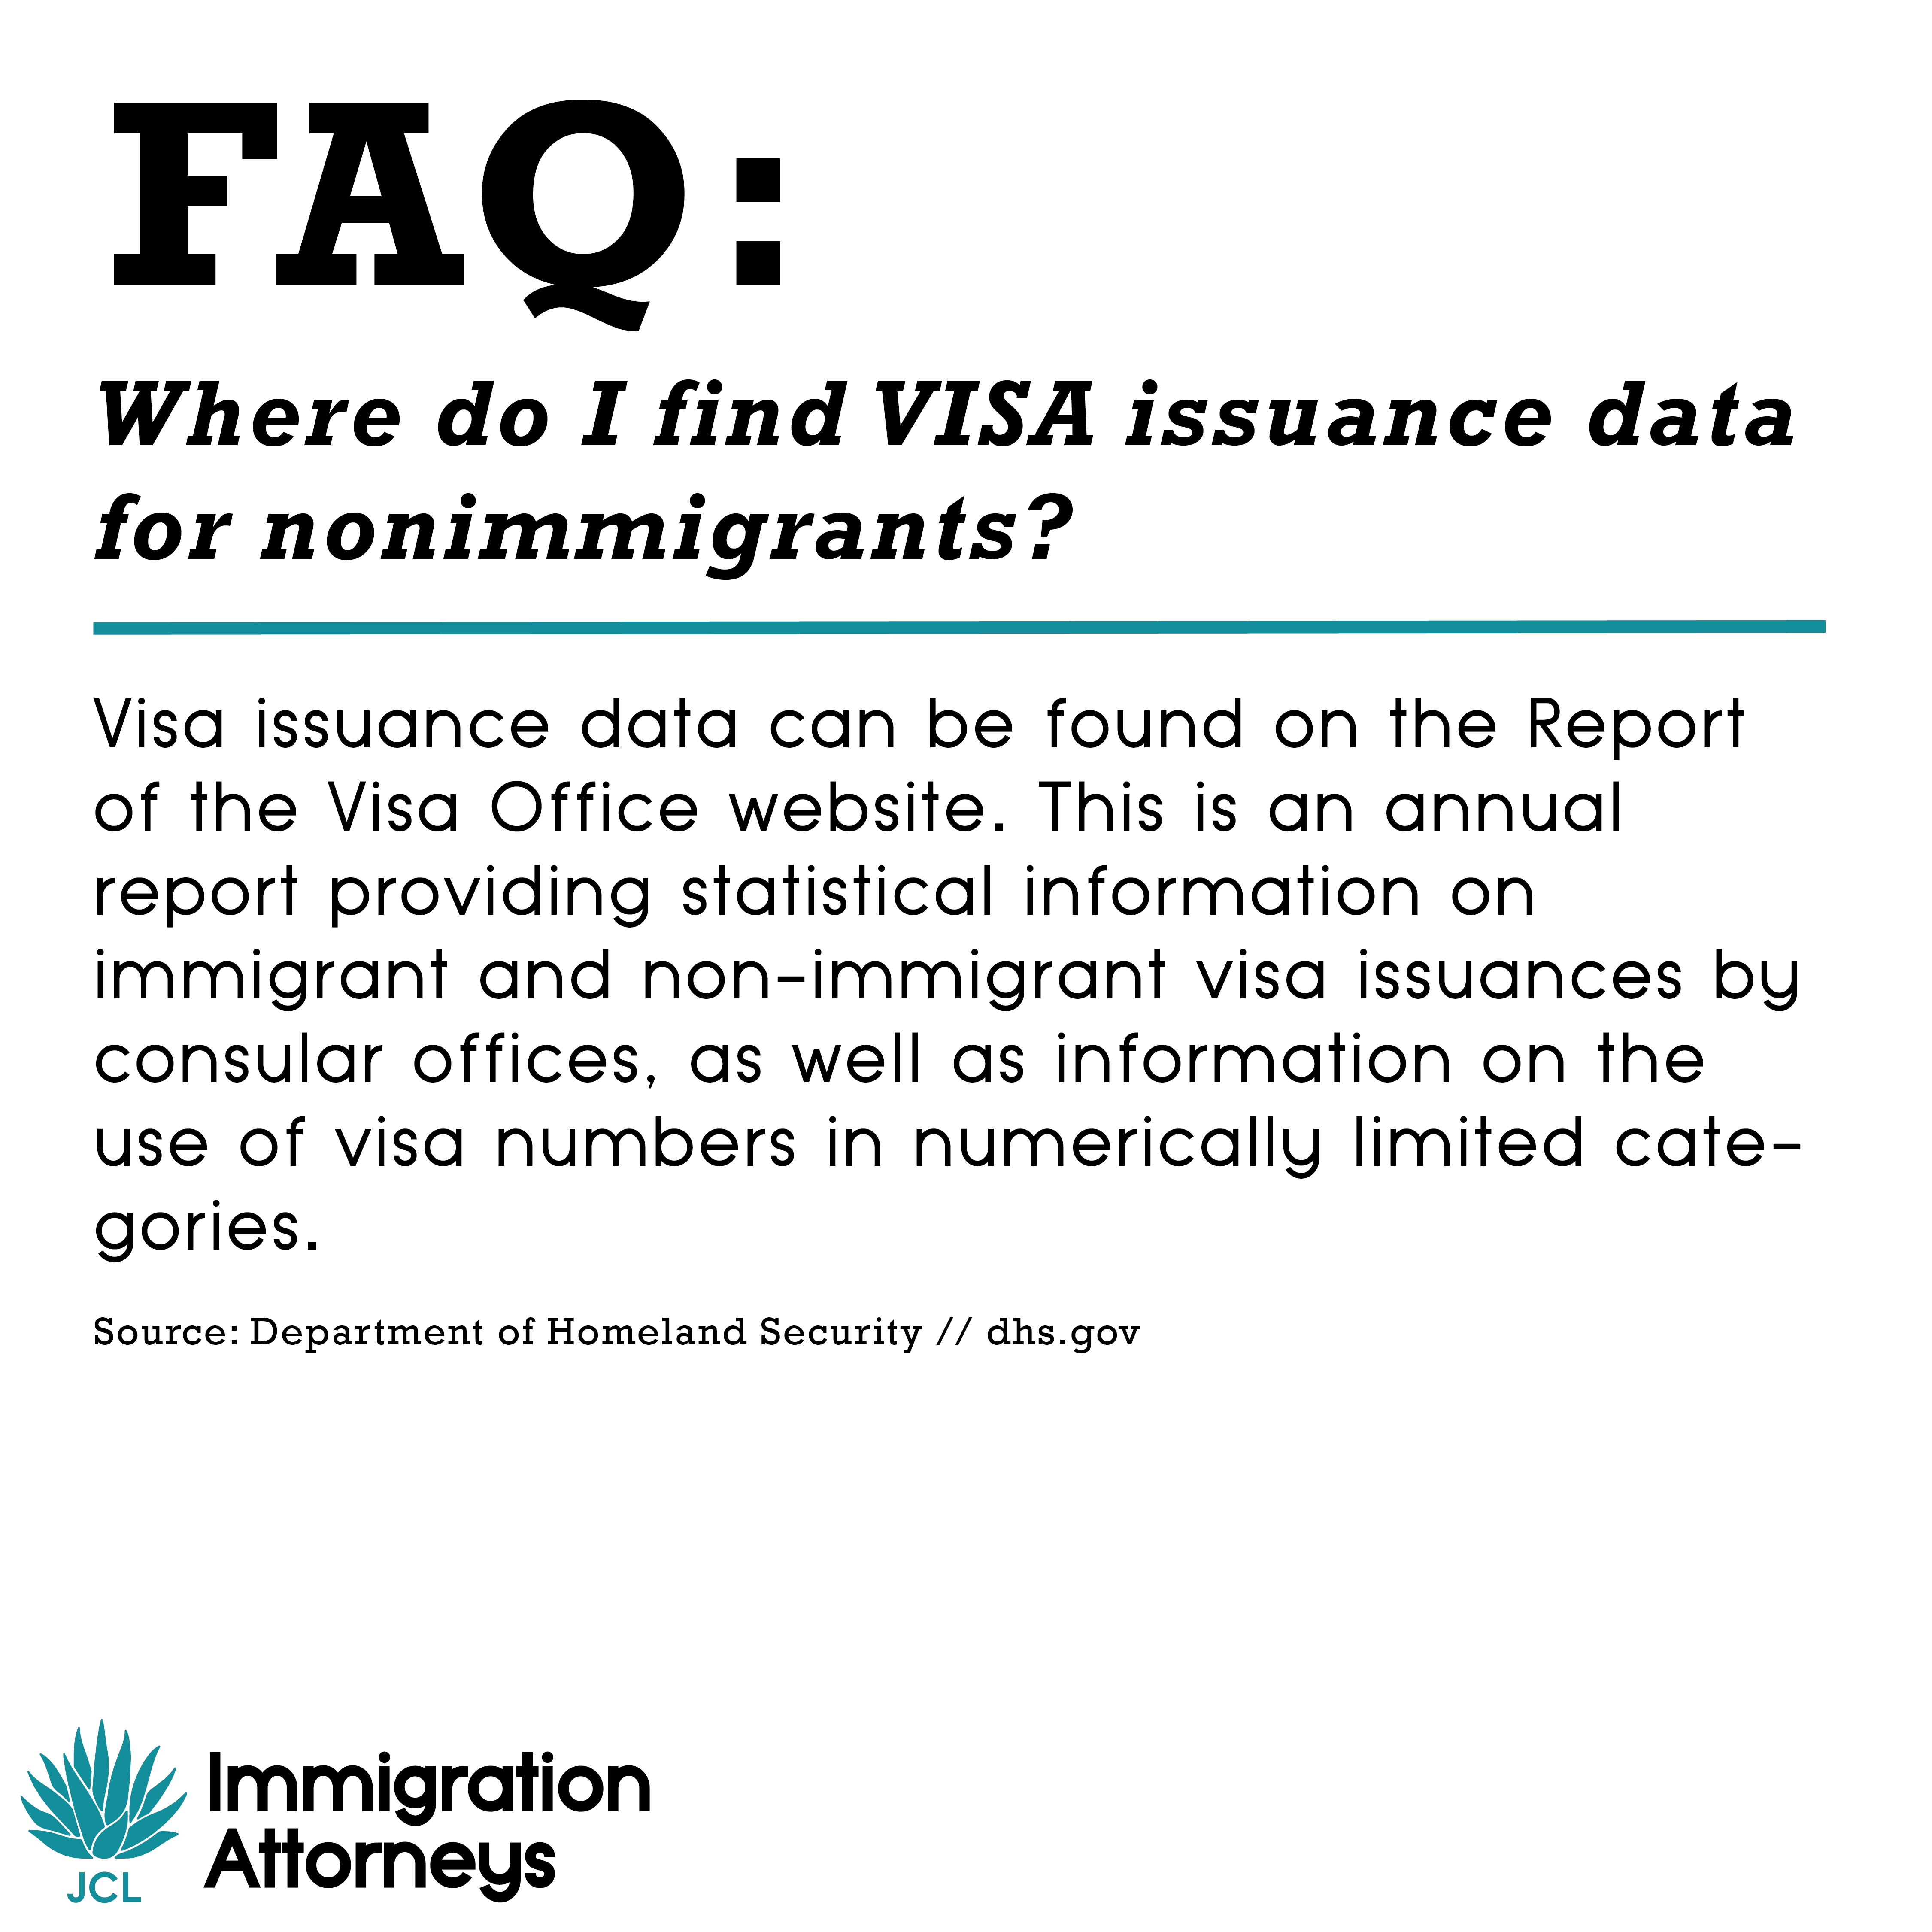 FAQ:
Where do I find VISA issuance data
for nonimmigrants?
Visa issuance data can be found on the Report
of the Visa Office website. This is an annual
report providing statistical information on
immigrant and non-immigrant visa issuances by
consular offices, as well as information on the
use of visa numbers in numerically limited cate-
gories.
Source: Department of Homeland Security // dhs.gov
Immigration
Attorneys
JCL